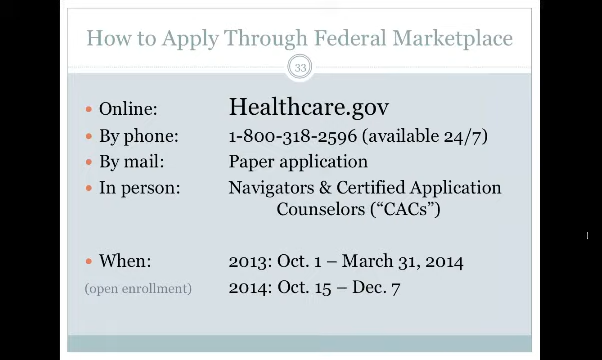 How to Apply Through Federal Marketplace
33
• Online: Healthcare.gov
• By phone: 1-800-318-2596 (available 24/7)
• By mail: Paper application
• In person: Navigators & Certified Application
Counselors (“CACs”)
• When: 2013: Oct. 1 – March 31, 2014
(open enrollment) 2014: Oct. 15 – Dec. 7